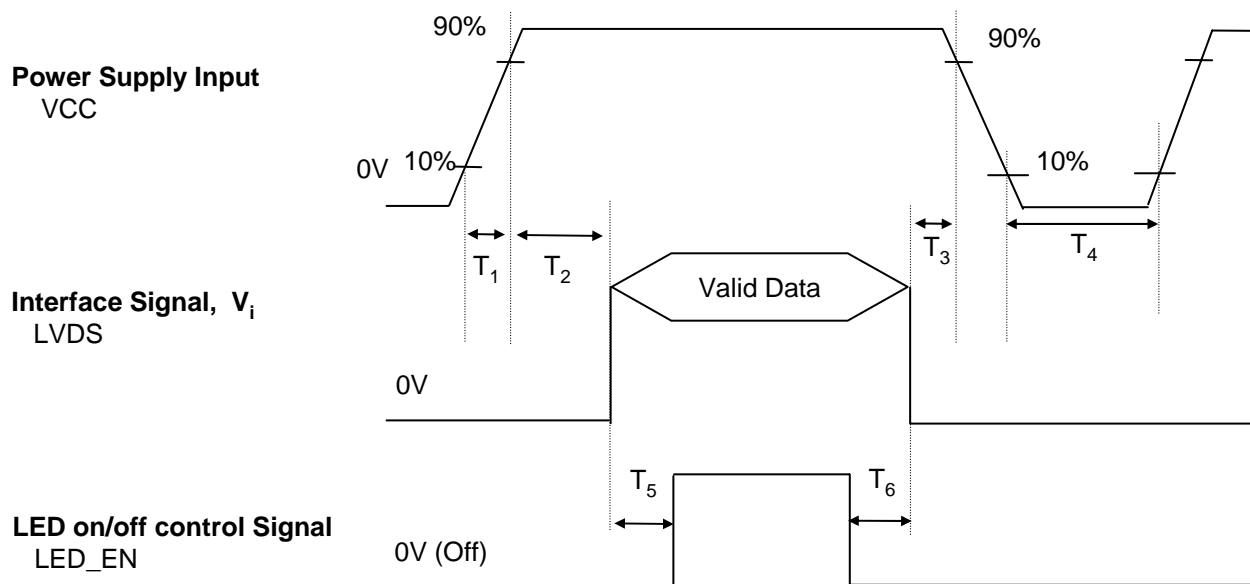 90%
90%
Power Supply Input
VCC
0V
10%
10%
T1
T2
T3
T4
Interface Signal, Vi
LVDS
Valid Data
0V
T5
T6
LED on/off control Signal
LED_EN
0V (Off)